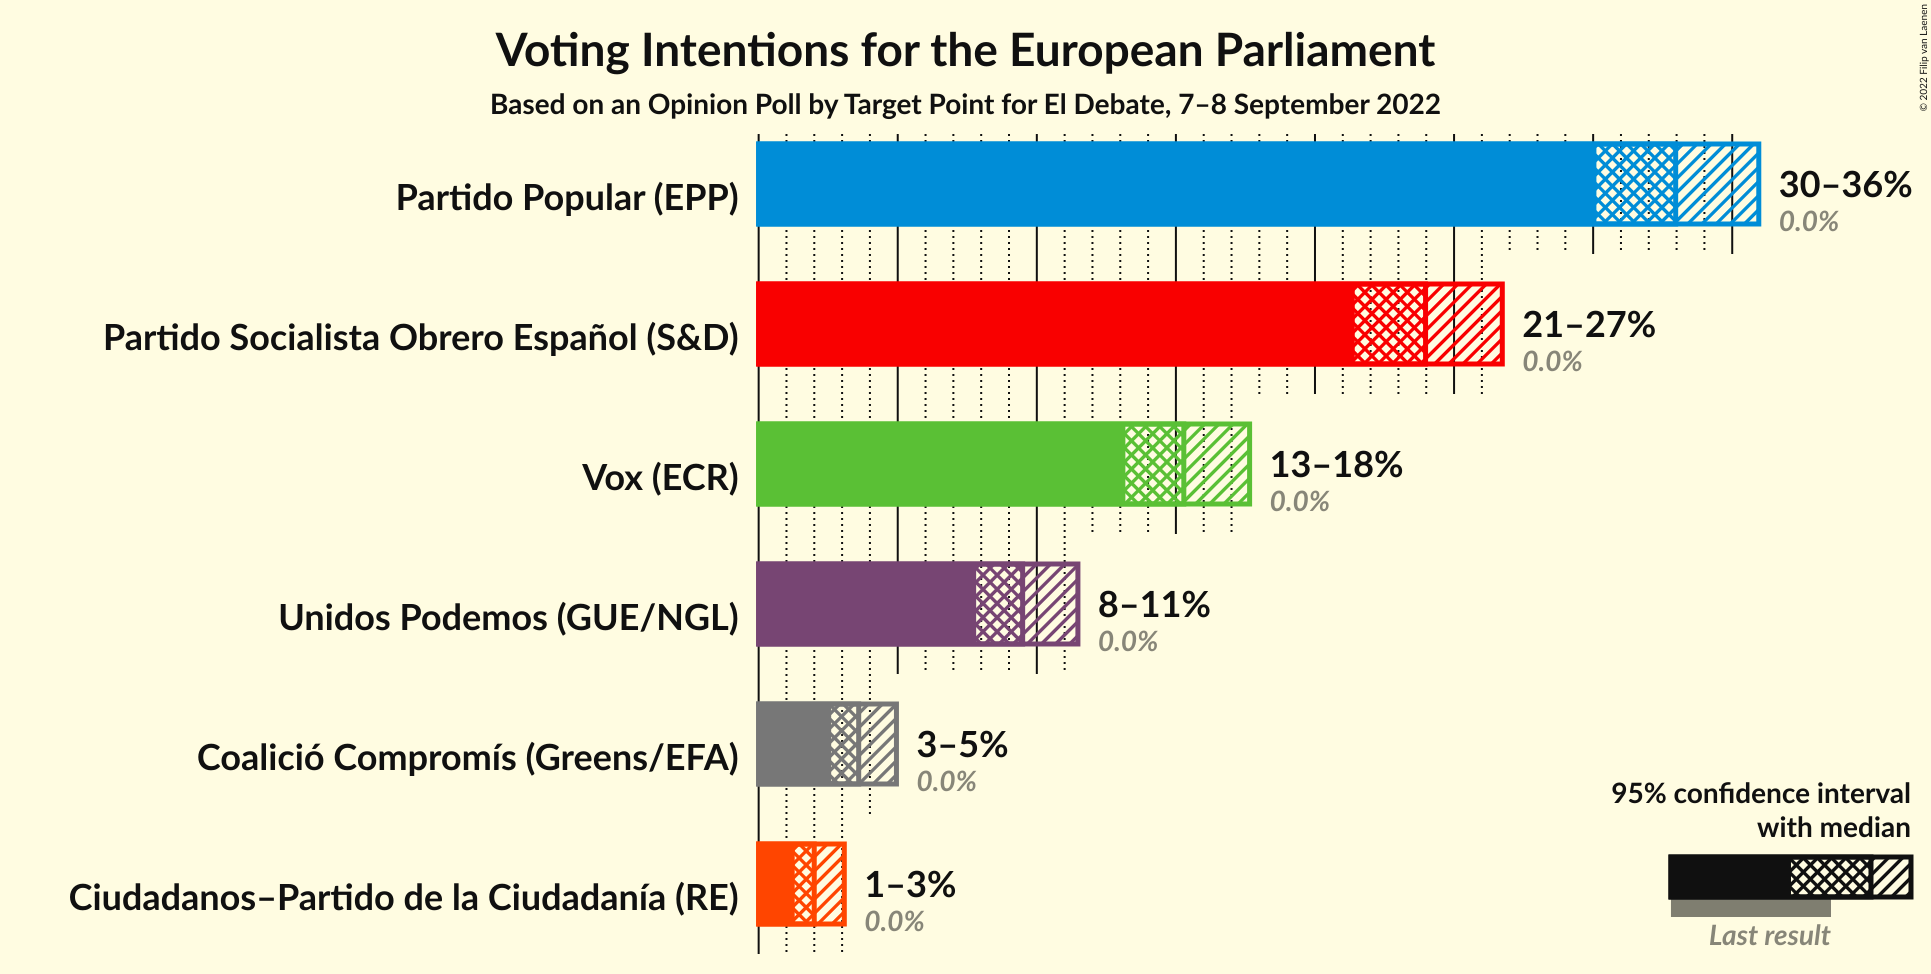 Voting Intentions for the European Parliament
Based on an Opinion Poll by Target Point for El Debate, 7–8 September 2022
© 2022 Filip van Laenen
Partido Popular (EPP)
30–36%
0.0%
Partido Socialista Obrero Español (S&D)
21–27%
0.0%
Vox (ECR)
13–18%
0.0%
Unidos Podemos (GUE/NGL)
8–11%
0.0%
Coalició Compromís (Greens/EFA)
3–5%
0.0%
Ciudadanos–Partido de la Ciudadanía (RE)
1–3%
0.0%
95% confidence interval
with median
Last result